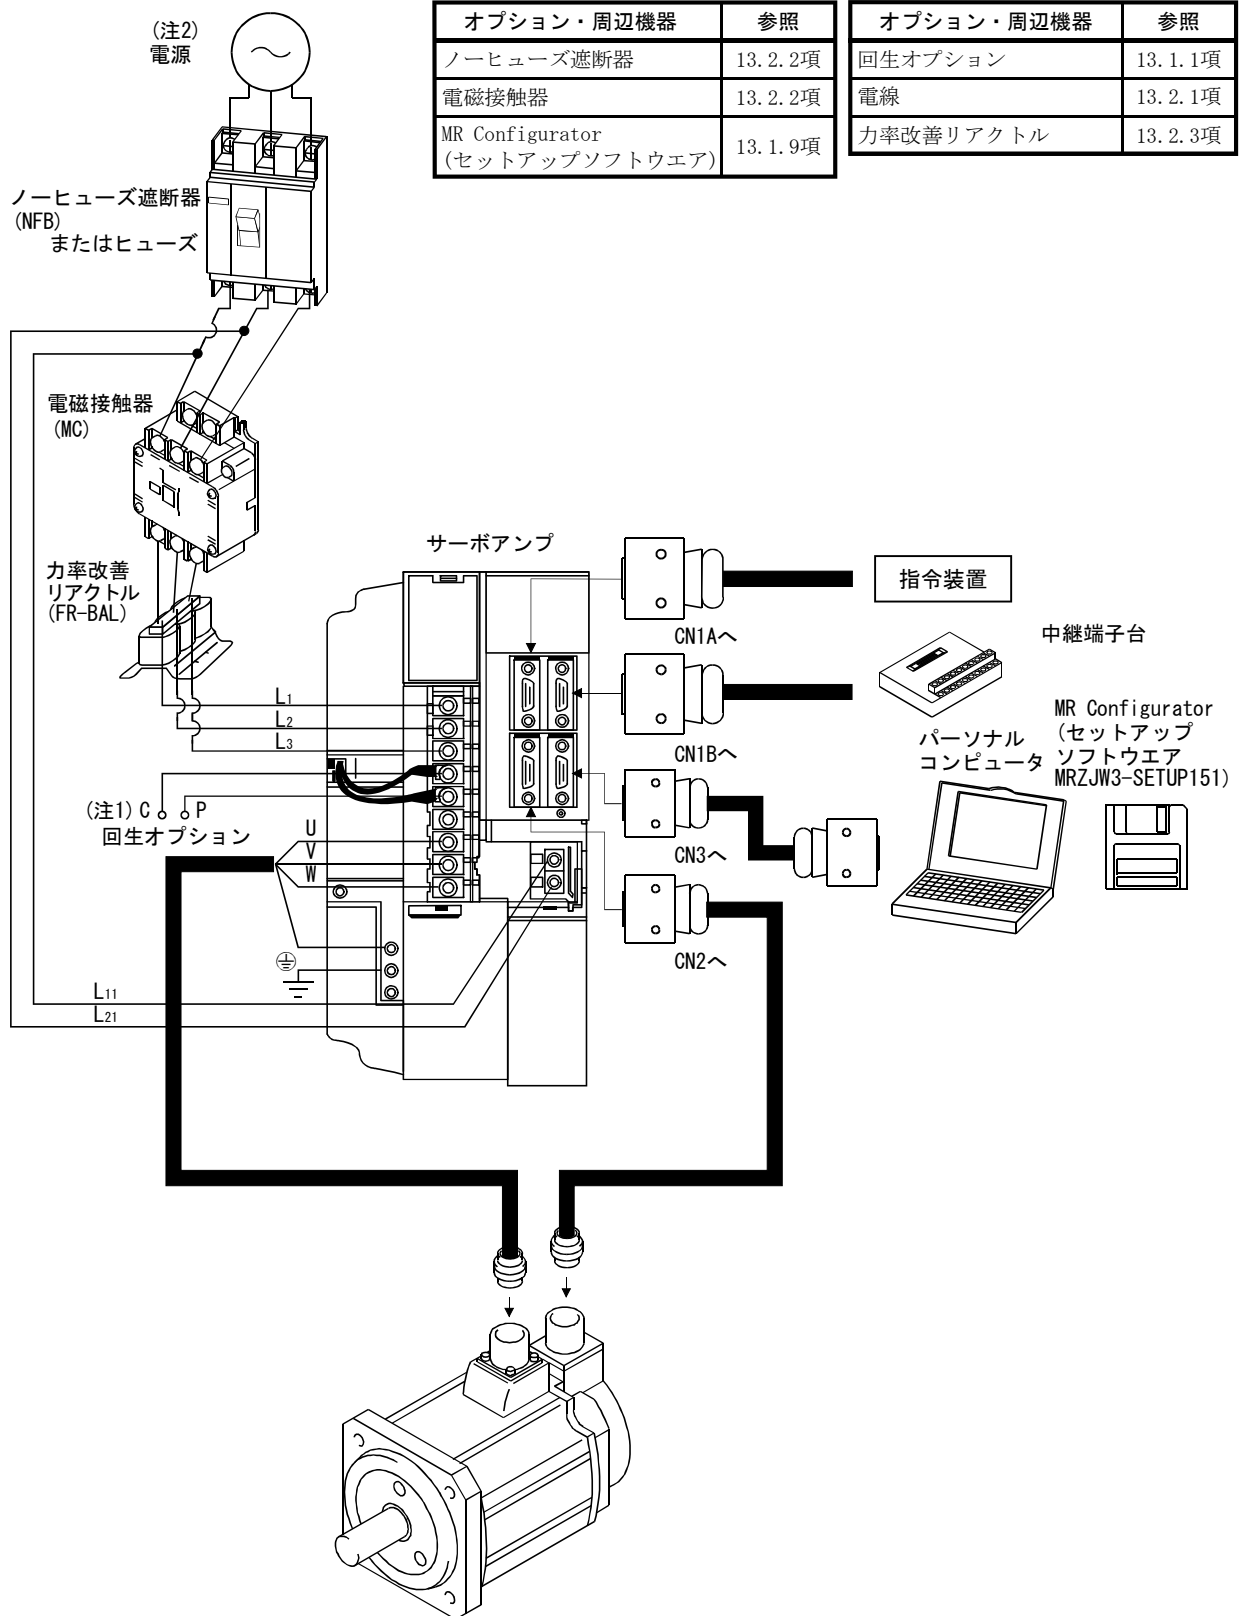 オプション・周辺機器 参照
ノーヒューズ遮断器 13.2.2項
電磁接触器 13.2.2項
MR Configurator
(セットアップソフトウエア) 13.1.9項
オプション・周辺機器 参照
回生オプション 13.1.1項
電線 13.2.1項
力率改善リアクトル 13.2.3項
(注2)
電源
ノーヒューズ遮断器
(NFB)
またはヒューズ
電磁接触器
(MC)
力率改善
リアクトル
(FR-BAL)
サーボアンプ
CN1Aへ
指令装置
中継端子台
CN1Bへ
パーソナル
コンピュータ
MR Configurator
(セットアップ
ソフトウエア
MRZJW3-SETUP151)
L1
L2
L3
(注1) C P
回生オプション
U
V
W
CN3へ
CN2へ
L11
L21